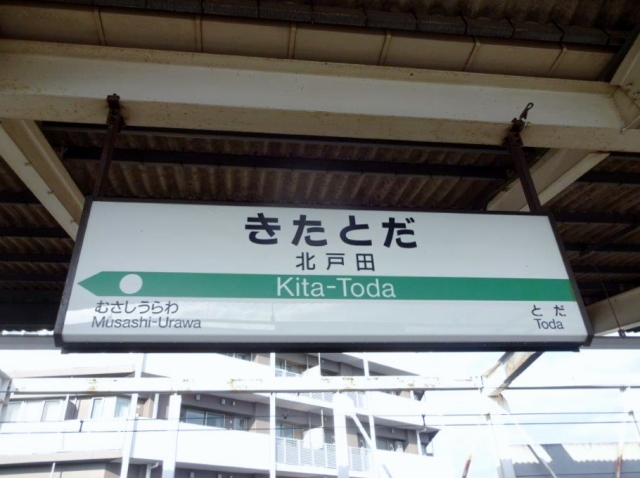 きたとだ
北戸田
Kita-Toda
むさしうらわ
Musashi-Urawa
とだ
Toda